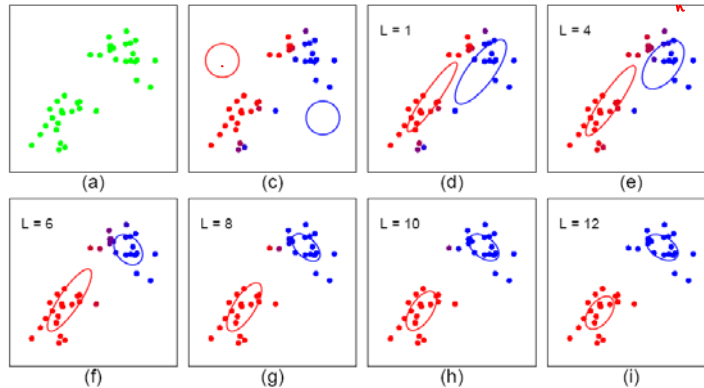 L = 1
L = 4
(a)
(c)
(d)
(e)
L = 6
L = 8
L = 10
L = 12
(f)
(g)
(h)
(i)